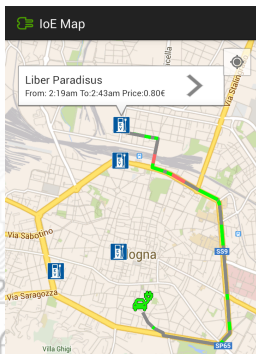 IoE Map
icella
Liber Paradisus
From: 2:19am To:2:43am Price:0.80€
Via Stalin
Via Sabotino
ogna
SS9
Via Saragozza
SP65
Villa Ghigi